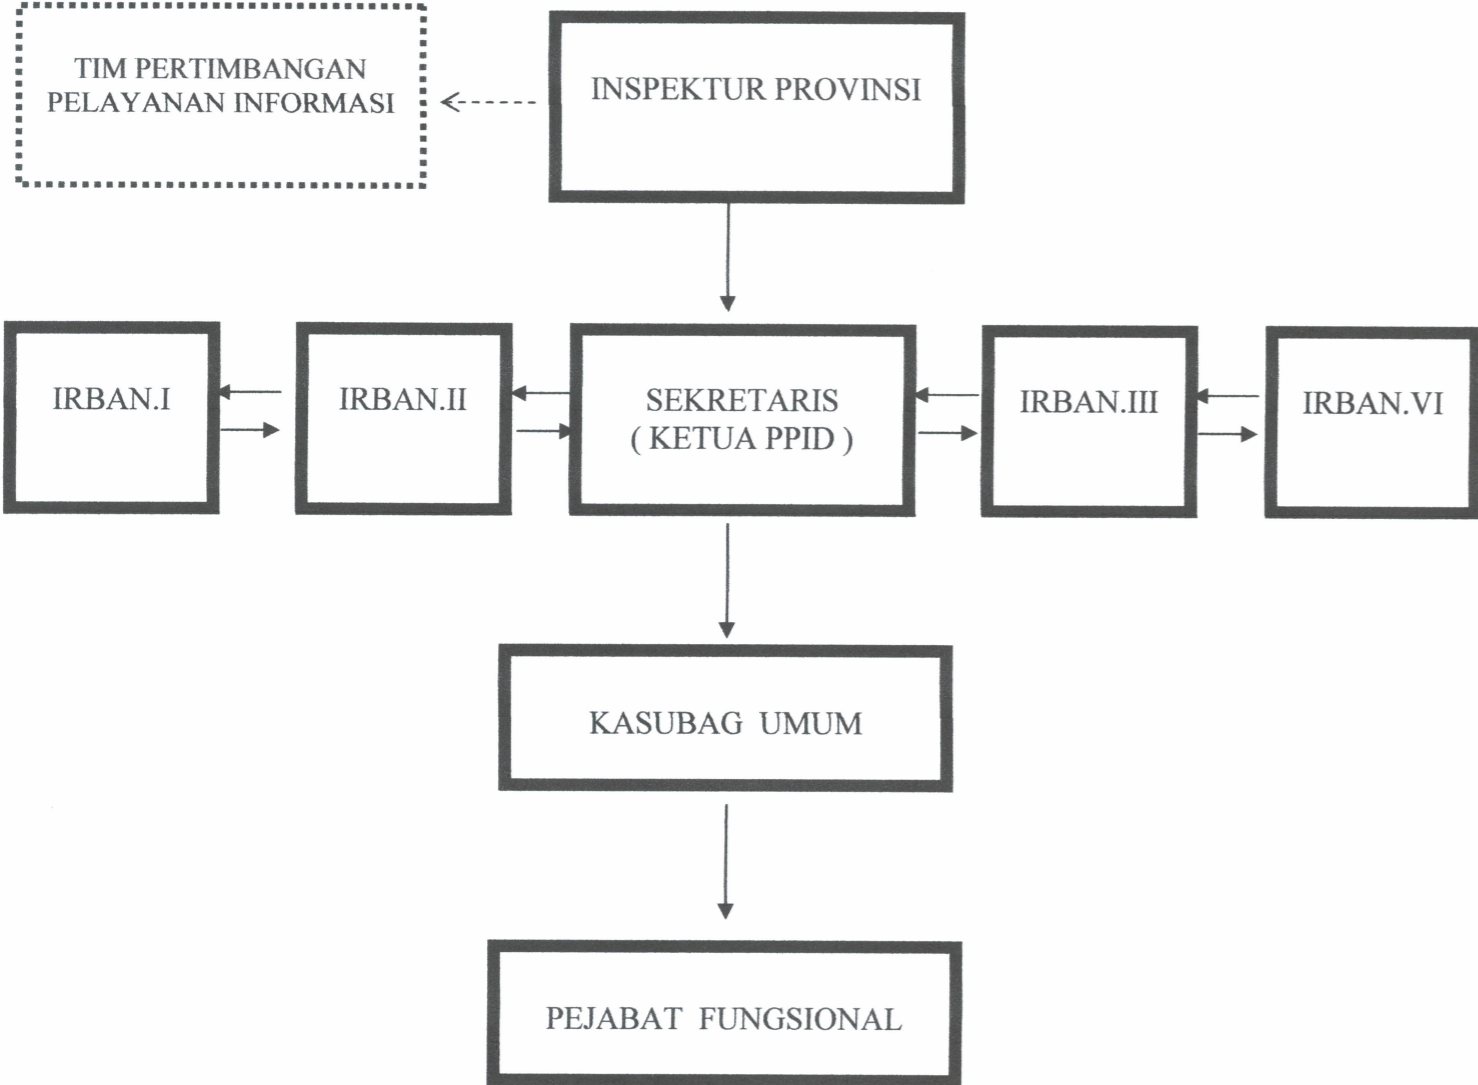 TIM PERTIMBANGAN
PELAYANAN INFORMASI
INSPEKTUR PROVINSI
IRBAN.I
IRBAN.II
SEKRETARIS
( KETUA PPID )
IRBAN.III
IRBAN.VI
KASUBAG UMUM
PEJABAT FUNGSIONAL